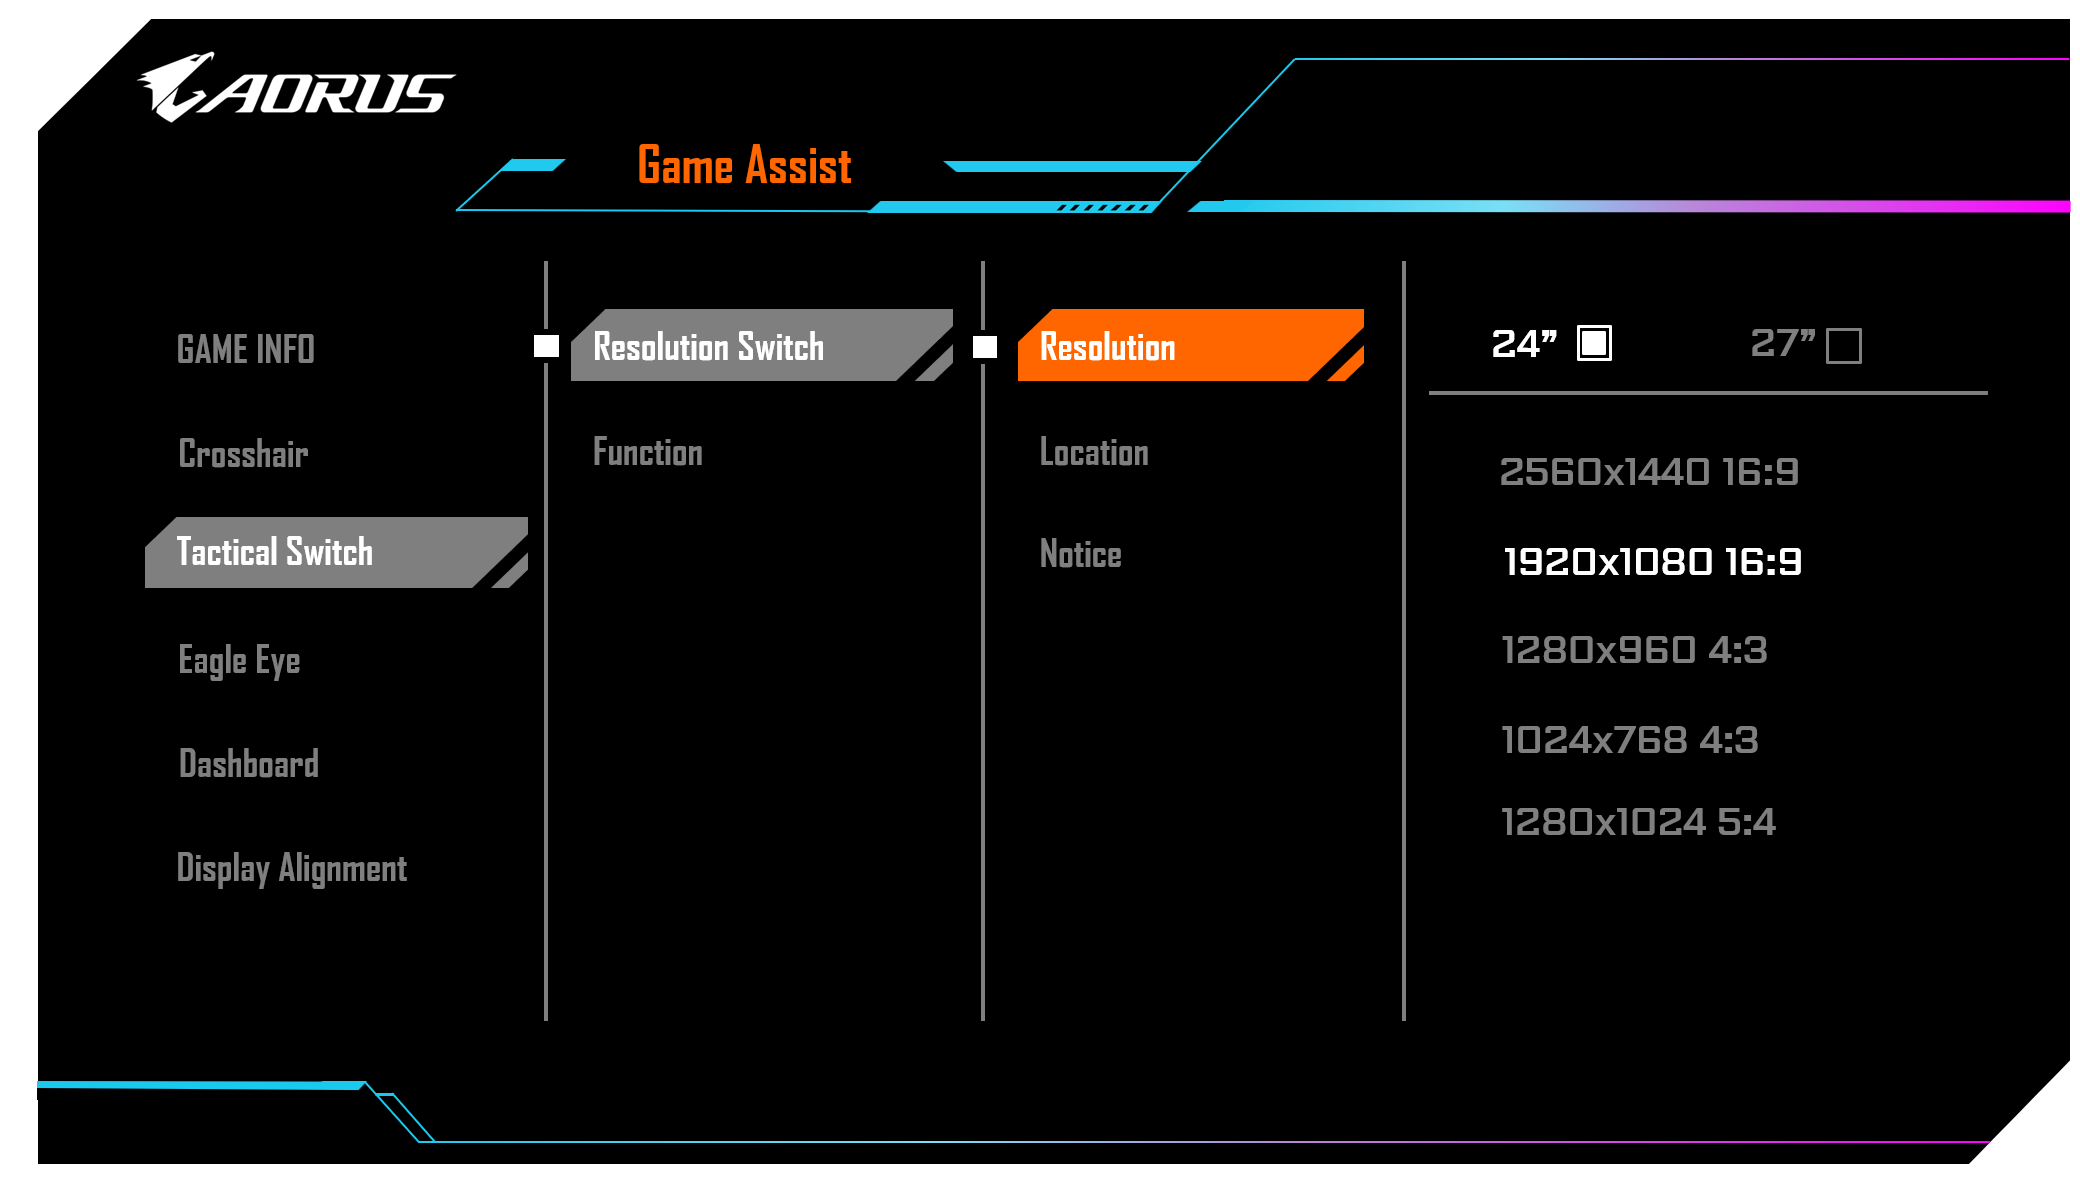 AORUS
Game Assist
GAME INFO
Crosshair
Tactical Switch
Eagle Eye
Dashboard
Display Alignment
Resolution Switch
Function
Resolution
Location
Notice
24” 27”
2560x1440 16:9
1920x1080 16:9
1280x960 4:3
1024x768 4:3
1280x1024 5:4